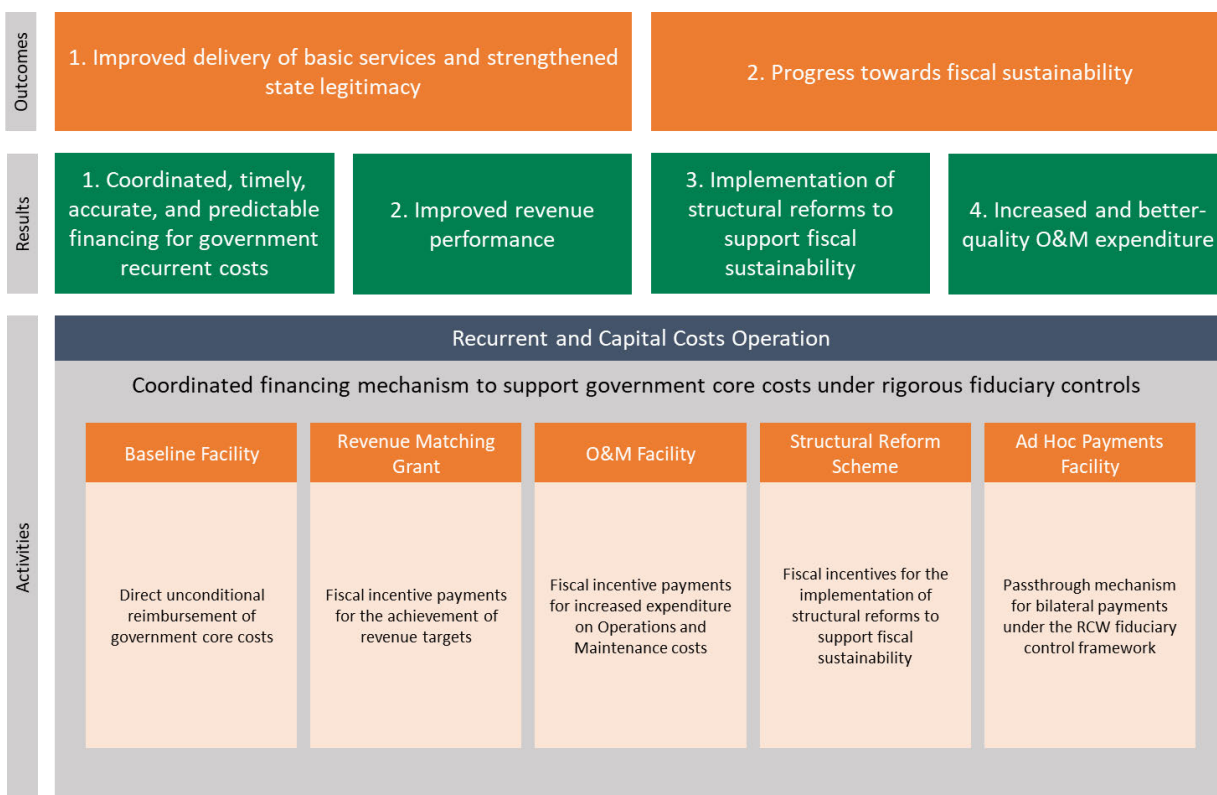 Outcomes
1. Improved delivery of basic services and strengthened
state legitimacy
2. Progress towards fiscal sustainability
Results
1. Coordinated, timely,
accurate, and predictable
financing for government
recurrent costs
2. Improved revenue
performance
3. Implementation of
structural reforms to
support fiscal
sustainability
4. Increased and better-
quality O&M expenditure
Activities
Recurrent and Capital Costs Operation
Coordinated financing mechanism to support government core costs under rigorous fiduciary controls
Baseline Facility
Direct unconditional
reimbursement of
government core costs
Revenue Matching
Grant
Fiscal incentive payments
for the achievement of
revenue targets
O&M Facility
Fiscal incentive payments
for increased expenditure
on Operations and
Maintenance costs
Structural Reform
Scheme
Fiscal incentives for the
implementation of
structural reforms to
support fiscal
sustainability
Ad Hoc Payments
Facility
Passthrough mechanism
for bilateral payments
under the RCW fiduciary
control framework